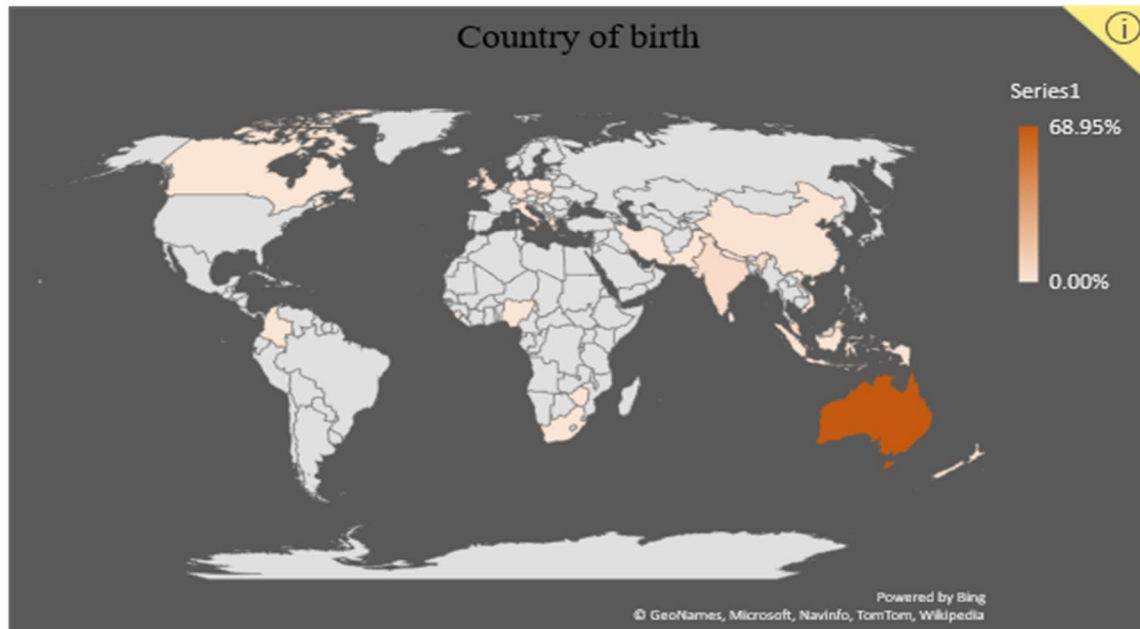 Country of birth
i
Series1
68.95%
0.00%
Powered by Bing
© GeoNames, Microsoft, Navinfo, TomTom, Wikipedia